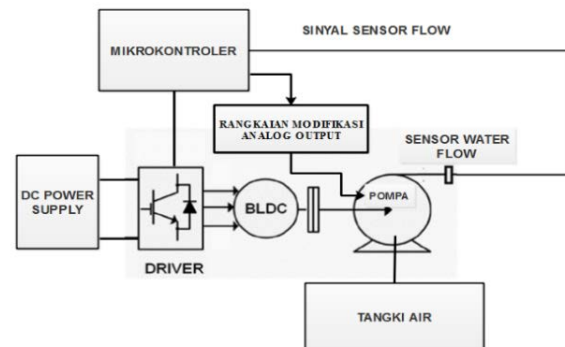 MIKROKONTROLER
SINYAL SENSOR FLOW
RANGKAIAN MODIFIKASI
ANALOG OUTPUT
SENSOR WATER
FLOW
DC POWER
SUPPLY
BLDC
POMPA
DRIVER
TANGKI AIR